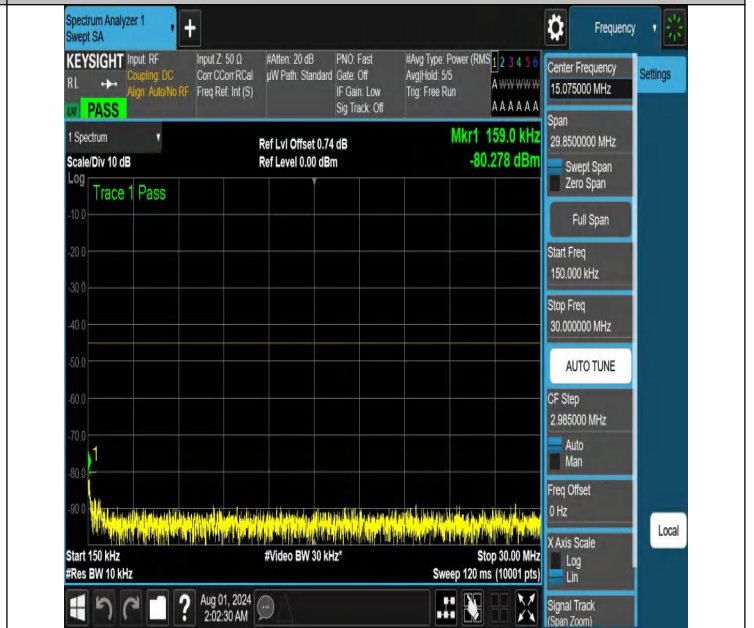 Spectrum Analyzer 1
Swept SA
+
Frequency
KEYSIGHT
RL
PASS
Input: RF
Coupling: DC
Align: Auto/No RF
Input Z: 50 Ω
Corr CCorr RCal
Freq Ref: Int (S)
#Atten: 20 dB
µW Path: Standard
PNO: Fast
Gate: Off
IF Gain: Low
Sig Track: Off
#Avg Type: Power (RMS
Avg|Hold: 5/5
Trig: Free Run
1 2 3 4 5 6
A W W W W W
A A A A A A
1 Spectrum
Scale/Div 10 dB
Ref Lvl Offset 0.74 dB
Ref Level 0.00 dBm
Mkr1 159.0 kHz
-80.278 dBm
Log
Trace 1 Pass
-10.0
-20.0
-30.0
-40.0
-50.0
-60.0
-70.0
1
-80.0
-90.0
Start 150 kHz
#Res BW 10 kHz
#Video BW 30 kHz*
Stop 30.00 MHz
Sweep 120 ms (10001 pts)
?
Aug 01, 2024
2:02:30 AM
Center Frequency
15.075000 MHz
Settings
Span
29.8500000 MHz
Swept Span
Zero Span
Full Span
Start Freq
150.000 kHz
Stop Freq
30.000000 MHz
AUTO TUNE
CF Step
2.985000 MHz
Auto
Man
Freq Offset
0 Hz
X Axis Scale
Log
Lin
Local
Signal Track
(Span Zoom)